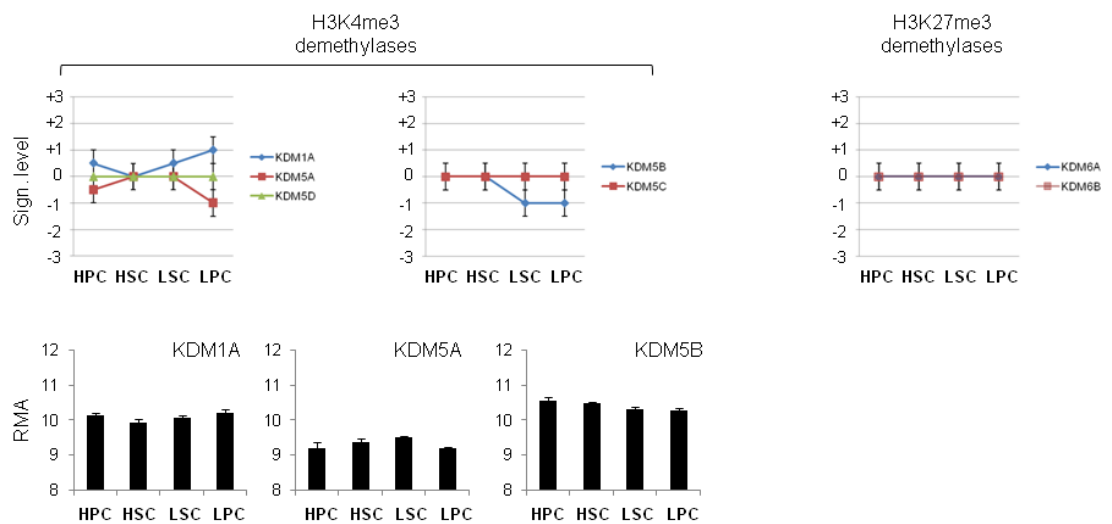 H3K4me3
demethylases
H3K27me3
demethylases
Sign. level
+3
+2
+1
0
-1
-2
-3
HPC HSC LSC LPC
KDM1A
KDM5A
KDM5D
+3
+2
+1
0
-1
-2
-3
HPC HSC LSC LPC
KDM5B
KDM5C
+3
+2
+1
0
-1
-2
-3
HPC HSC LSC LPC
KDM6A
KDM6B
RMA
KDM1A
12
11
10
9
8
HPC HSC LSC LPC
KDM5A
12
11
10
9
8
HPC HSC LSC LPC
KDM5B
12
11
10
9
8
HPC HSC LSC LPC